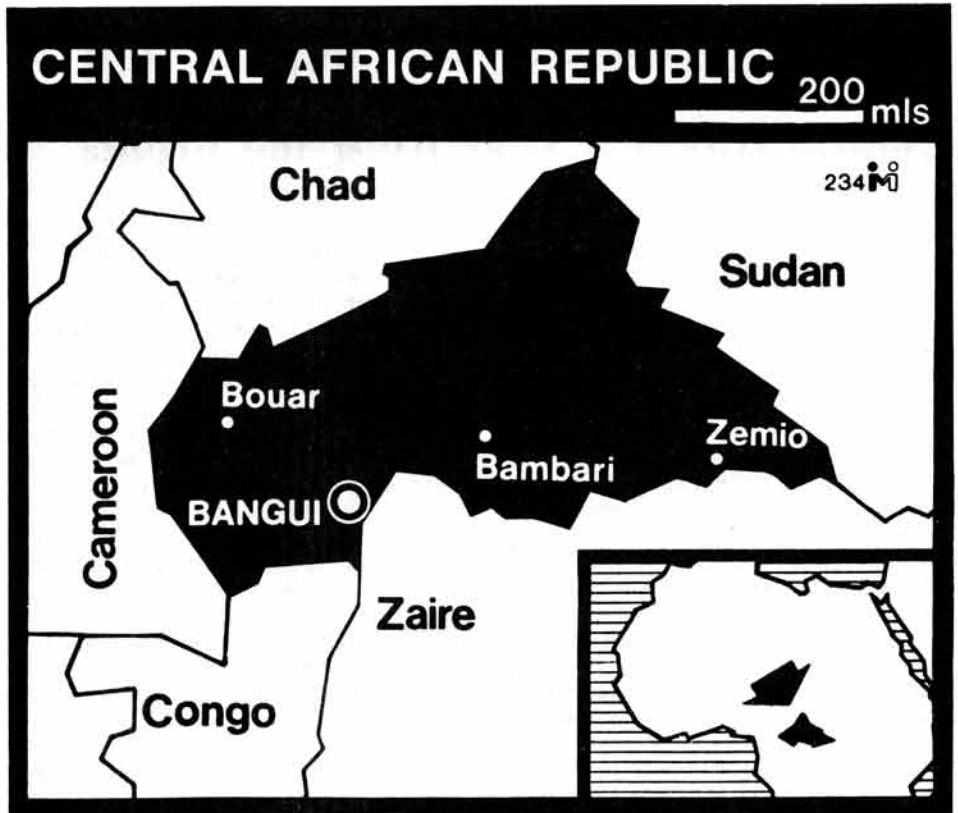 CENTRAL AFRICAN REPUBLIC
200 mls
234
Chad
Sudan
Bouar
Zemio
Cameroon
Bambari
BANGUI
Zaire
Congo